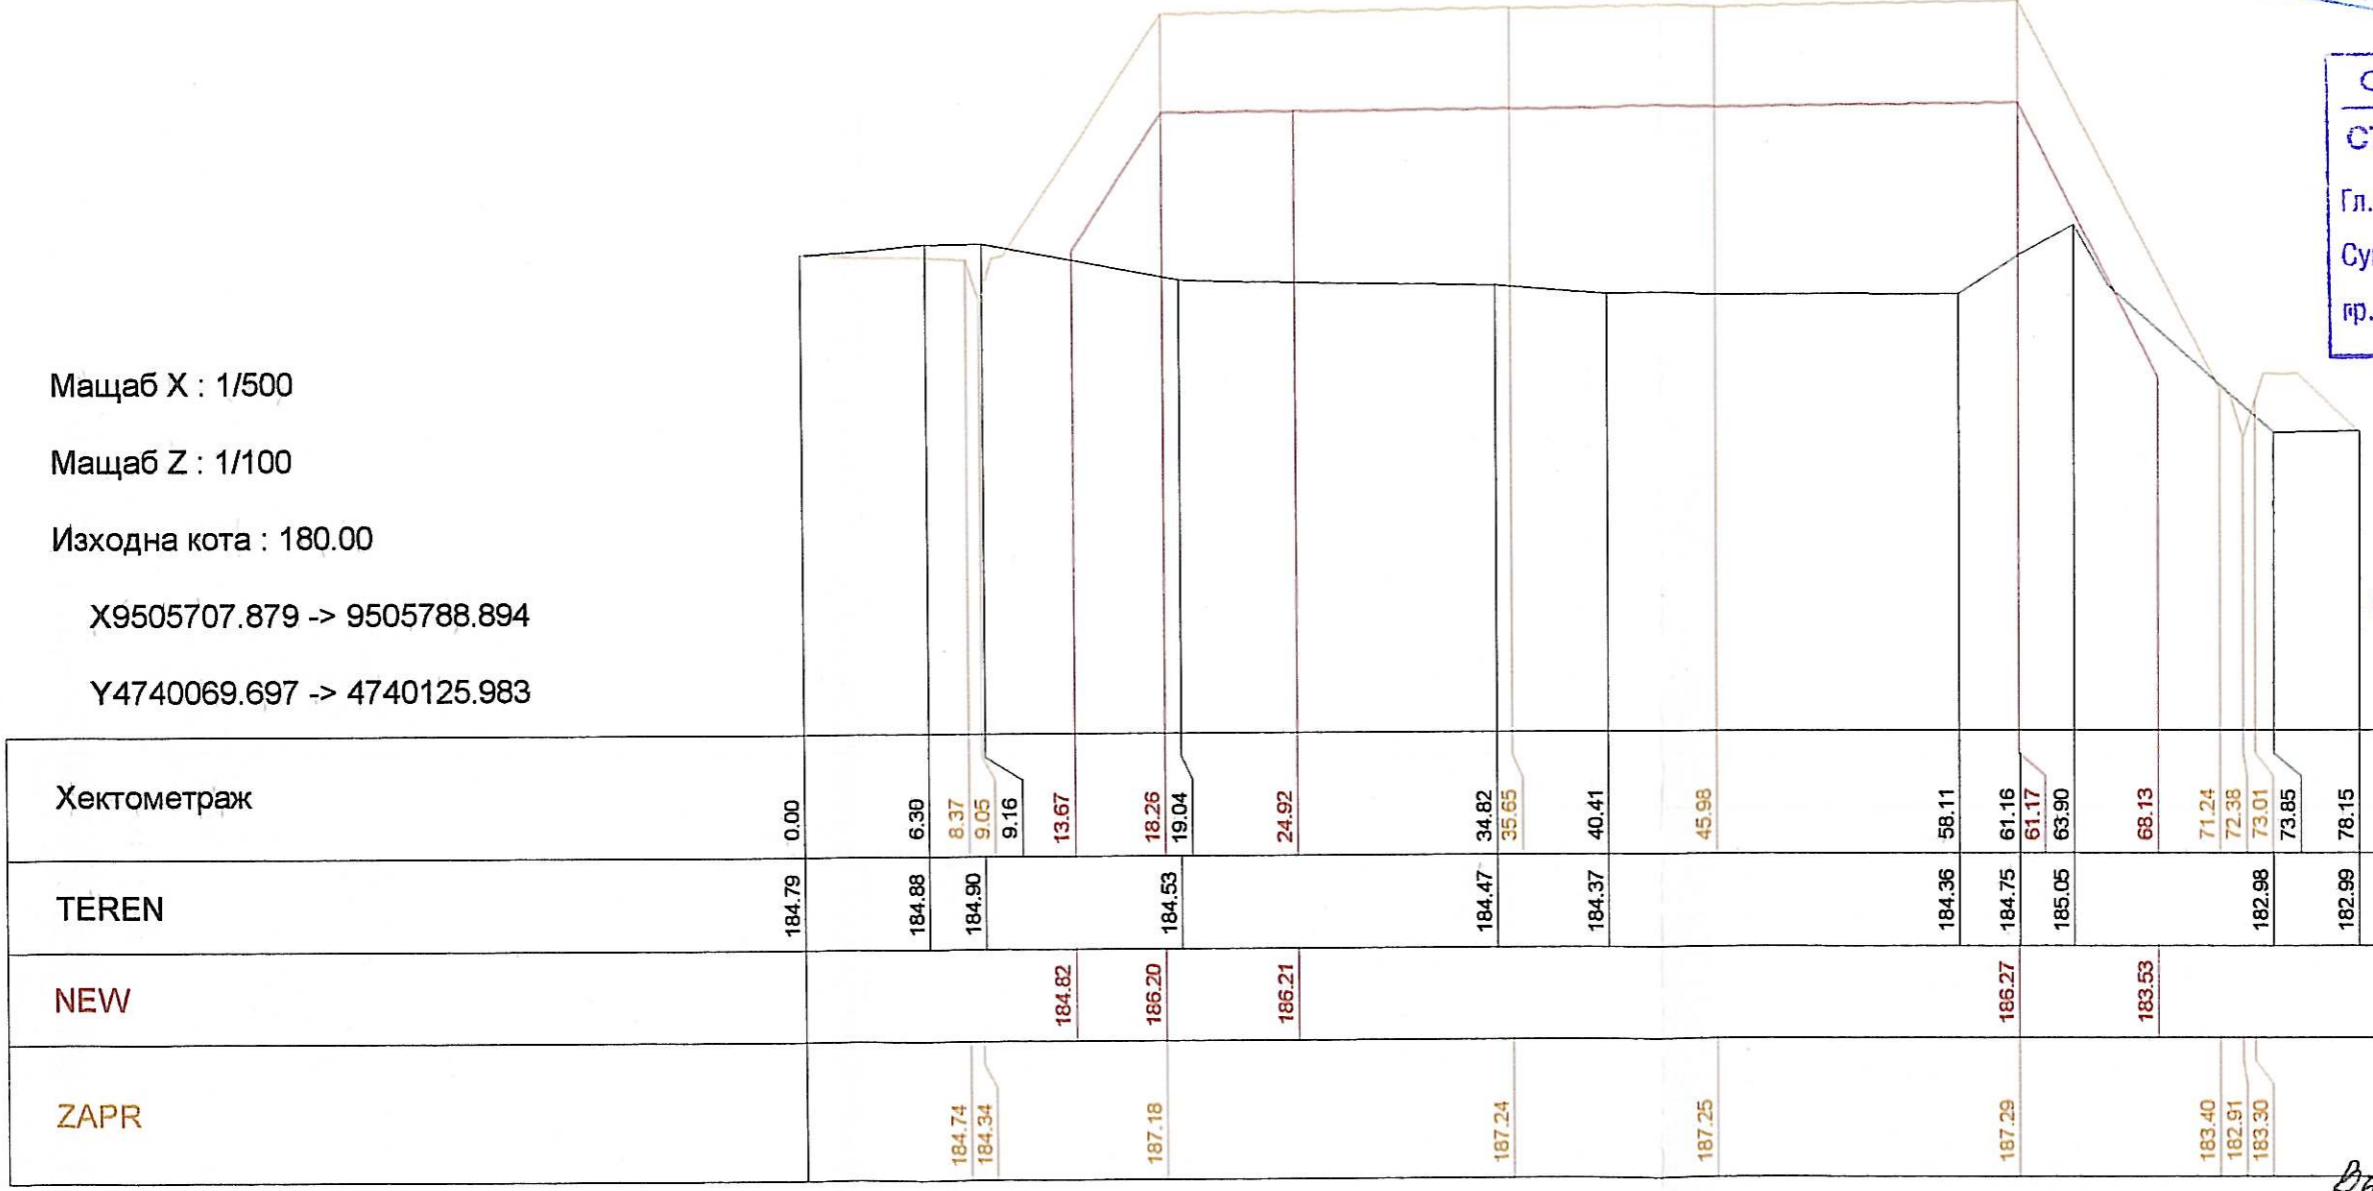 С
Гл.
гр.
Мащаб X : 1/500
Мащаб Z : 1/100
Изходна кота : 180.00
X9505707.879 -> 9505788.894
Y4740069.697 -> 4740125.983
Хектометраж 0.00 6.30 8.37 9.05 9.16 13.67 18.26 19.04 24.92 34.82 35.65 40.41 45.98 58.11 61.16 61.17 63.90 68.13 71.24 72.38 73.01 73.85 78.15
TEREN 184.79 184.88 184.90 184.53 184.47 184.37 184.36 184.75 185.05 182.98 182.99
NEW 184.82 186.20 186.21 186.27 183.53
ZAPR 184.74 184.34 187.18 187.24 187.25 187.29 183.40 182.91 183.30